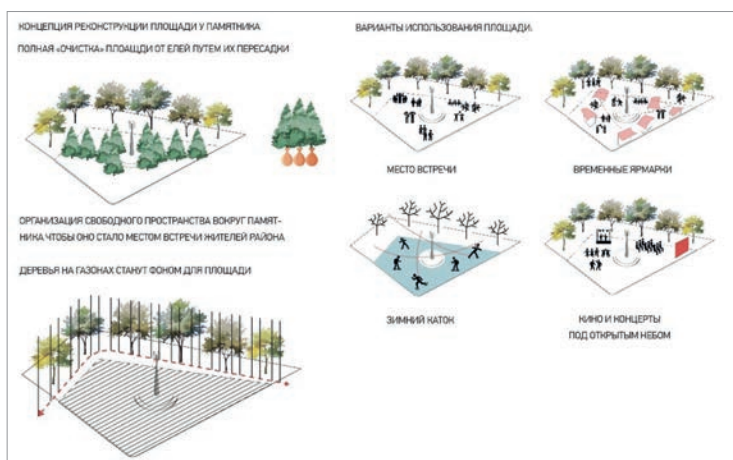 КОНЦЕПЦИЯ РЕКОНСТРУКЦИИ ПЛОЩАДИ У ПАМЯТНИКА
ПОЛНАЯ «ОЧИСТКА» ПЛОАЩДИ ОТ ЕЛЕЙ ПУТЕМ ИХ ПЕРЕСАДКИ
ОРГАНИЗАЦИЯ СВОБОДНОГО ПРОСТРАНСТВА ВОКРУГ ПАМЯТ-
НИКА ЧТОБЫ ОНО СТАЛО МЕСТОМ ВСТРЕЧИ ЖИТЕЛЕЙ РАЙОНА
ДЕРЕВЬЯ НА ГАЗОНАХ СТАНУТ ФОНОМ ДЛЯ ПЛОЩАДИ
ВАРИАНТЫ ИСПОЛЬЗОВАНИЯ ПЛОЩАДИ.
МЕСТО ВСТРЕЧИ
ВРЕМЕННЫЕ ЯРМАРКИ
ЗИМНИЙ КАТОК
КИНО И КОНЦЕРТЫ
ПОД ОТКРЫТЫМ НЕБОМ